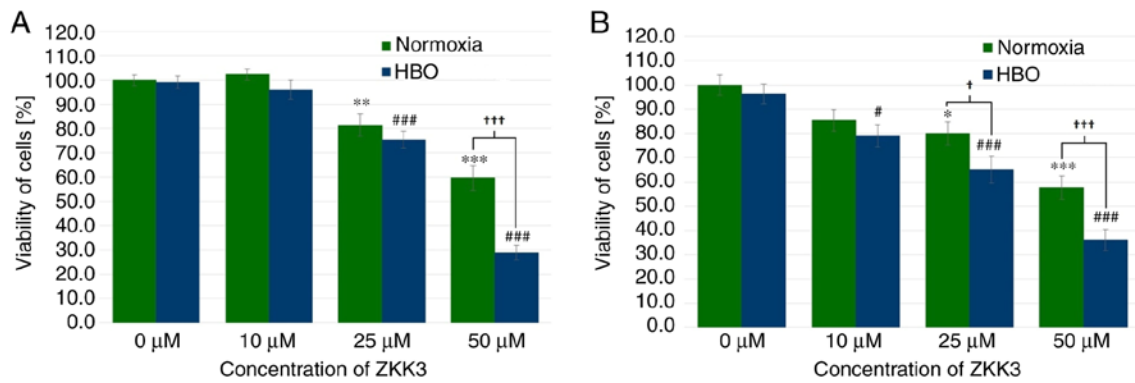 A
Viability of cells [%]
120.0
110.0
100.0
90.0
80.0
70.0
60.0
50.0
40.0
30.0
20.0
10.0
0.0
Normoxia
HBO
**
###
***
†††
###
0 µM
10 µM
25 µM
50 µM
Concentration of ZKK3
B
Viability of cells [%]
120.0
110.0
100.0
90.0
80.0
70.0
60.0
50.0
40.0
30.0
20.0
10.0
0.0
Normoxia
HBO
#
†
*
###
†††
***
###
0 µM
10 µM
25 µM
50 µM
Concentration of ZKK3